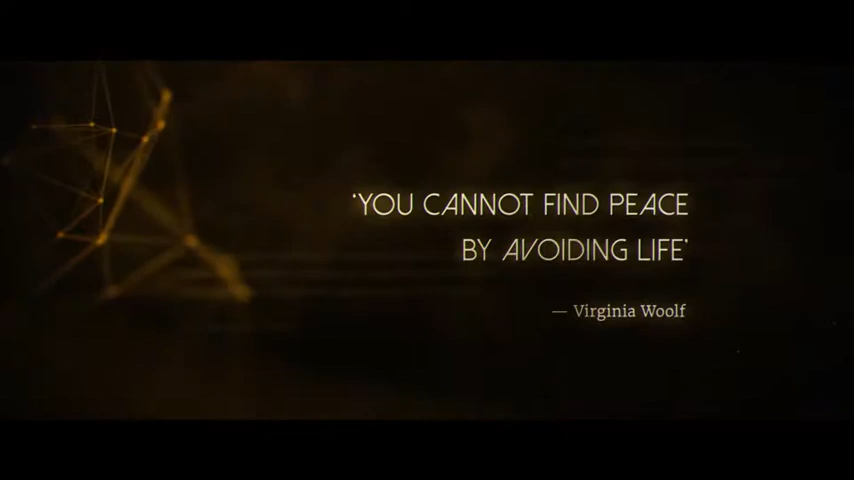 ‘YOU CANNOT FIND PEACE
BY AVOIDING LIFE’
— Virginia Woolf